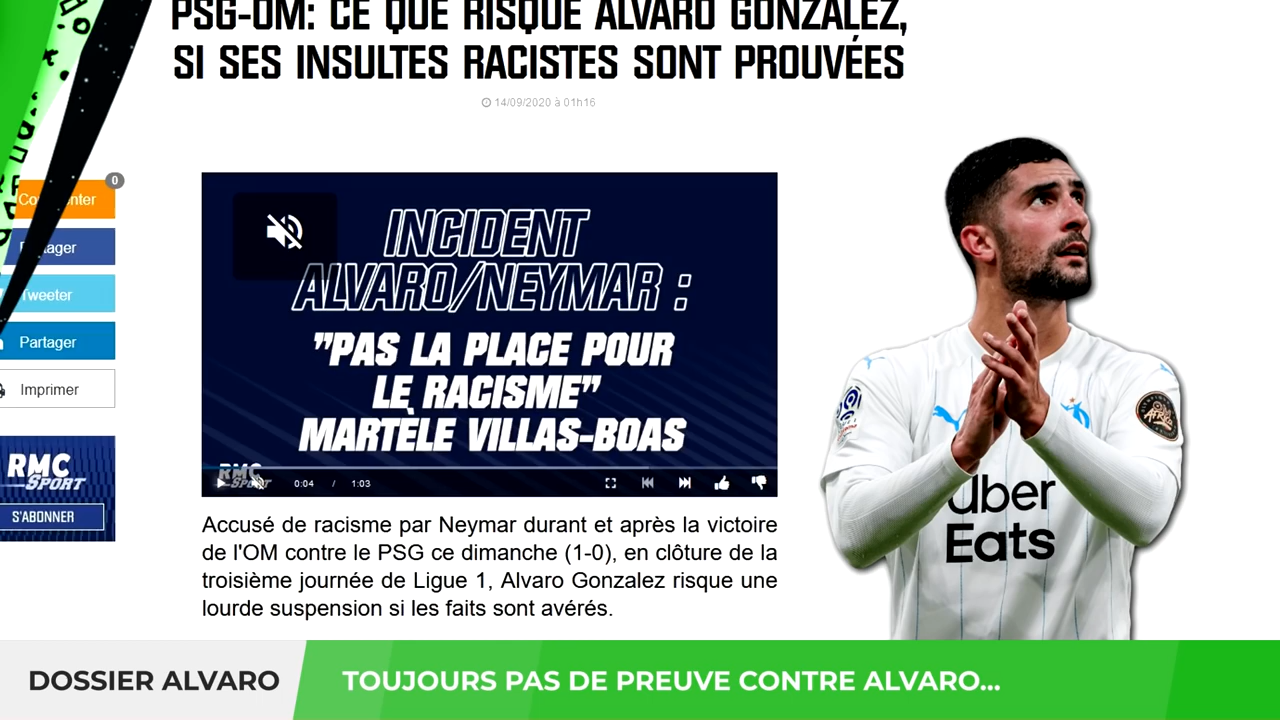 PSG-OM: CE QUE RISQUE ALVARO GONZALEZ,
SI SES INSULTES RACISTES SONT PROUVÉES
14/09/2020 à 01h16
0
Partager
Tweeter
Partager
Imprimer
RMC
SPORT
S'ABONNER
INCIDENT
ALVARO/NEYMAR :
"PAS LA PLACE POUR
LE RACISME"
MARTÈLE VILLAS-BOAS
RMC
SPORT
0:04 / 1:03
Accusé de racisme par Neymar durant et après la victoire
de l'OM contre le PSG ce dimanche (1-0), en clôture de la
troisième journée de Ligue 1, Alvaro Gonzalez risque une
lourde suspension si les faits sont avérés.
Uber
Eats
DOSSIER ALVARO
TOUJOURS PAS DE PREUVE CONTRE ALVARO...